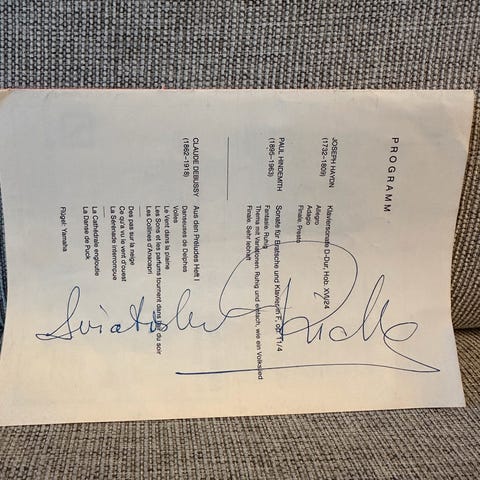 PROGRAMM
JOSEPH HAYDN
(1732–1809)
Klaviersonate D-Dur, Hob. XVI/24
Allegro
Adagio
Finale: Presto
PAUL HINDEMITH
(1895–1963)
Sonate für Bratsche und Klavier in F, op. 11/4
Fantasie. Ruhig
Thema mit Variationen. Ruhig und einfach, wie ein Volkslied
Finale. Sehr lebhaft
CLAUDE DEBUSSY
(1862–1918)
Aus den Préludes Heft I
Danseuses de Delphes
Voiles
Le Vent dans la plaine
Les Sons et les parfums tournent dans du soir
Les Collines d'Anacapri
Des pas sur la neige
Ce qu'a vu le vent d'ouest
La Sérénade interrompue
La Cathédrale engloutie
La Danse de Puck
Flügel: Yamaha